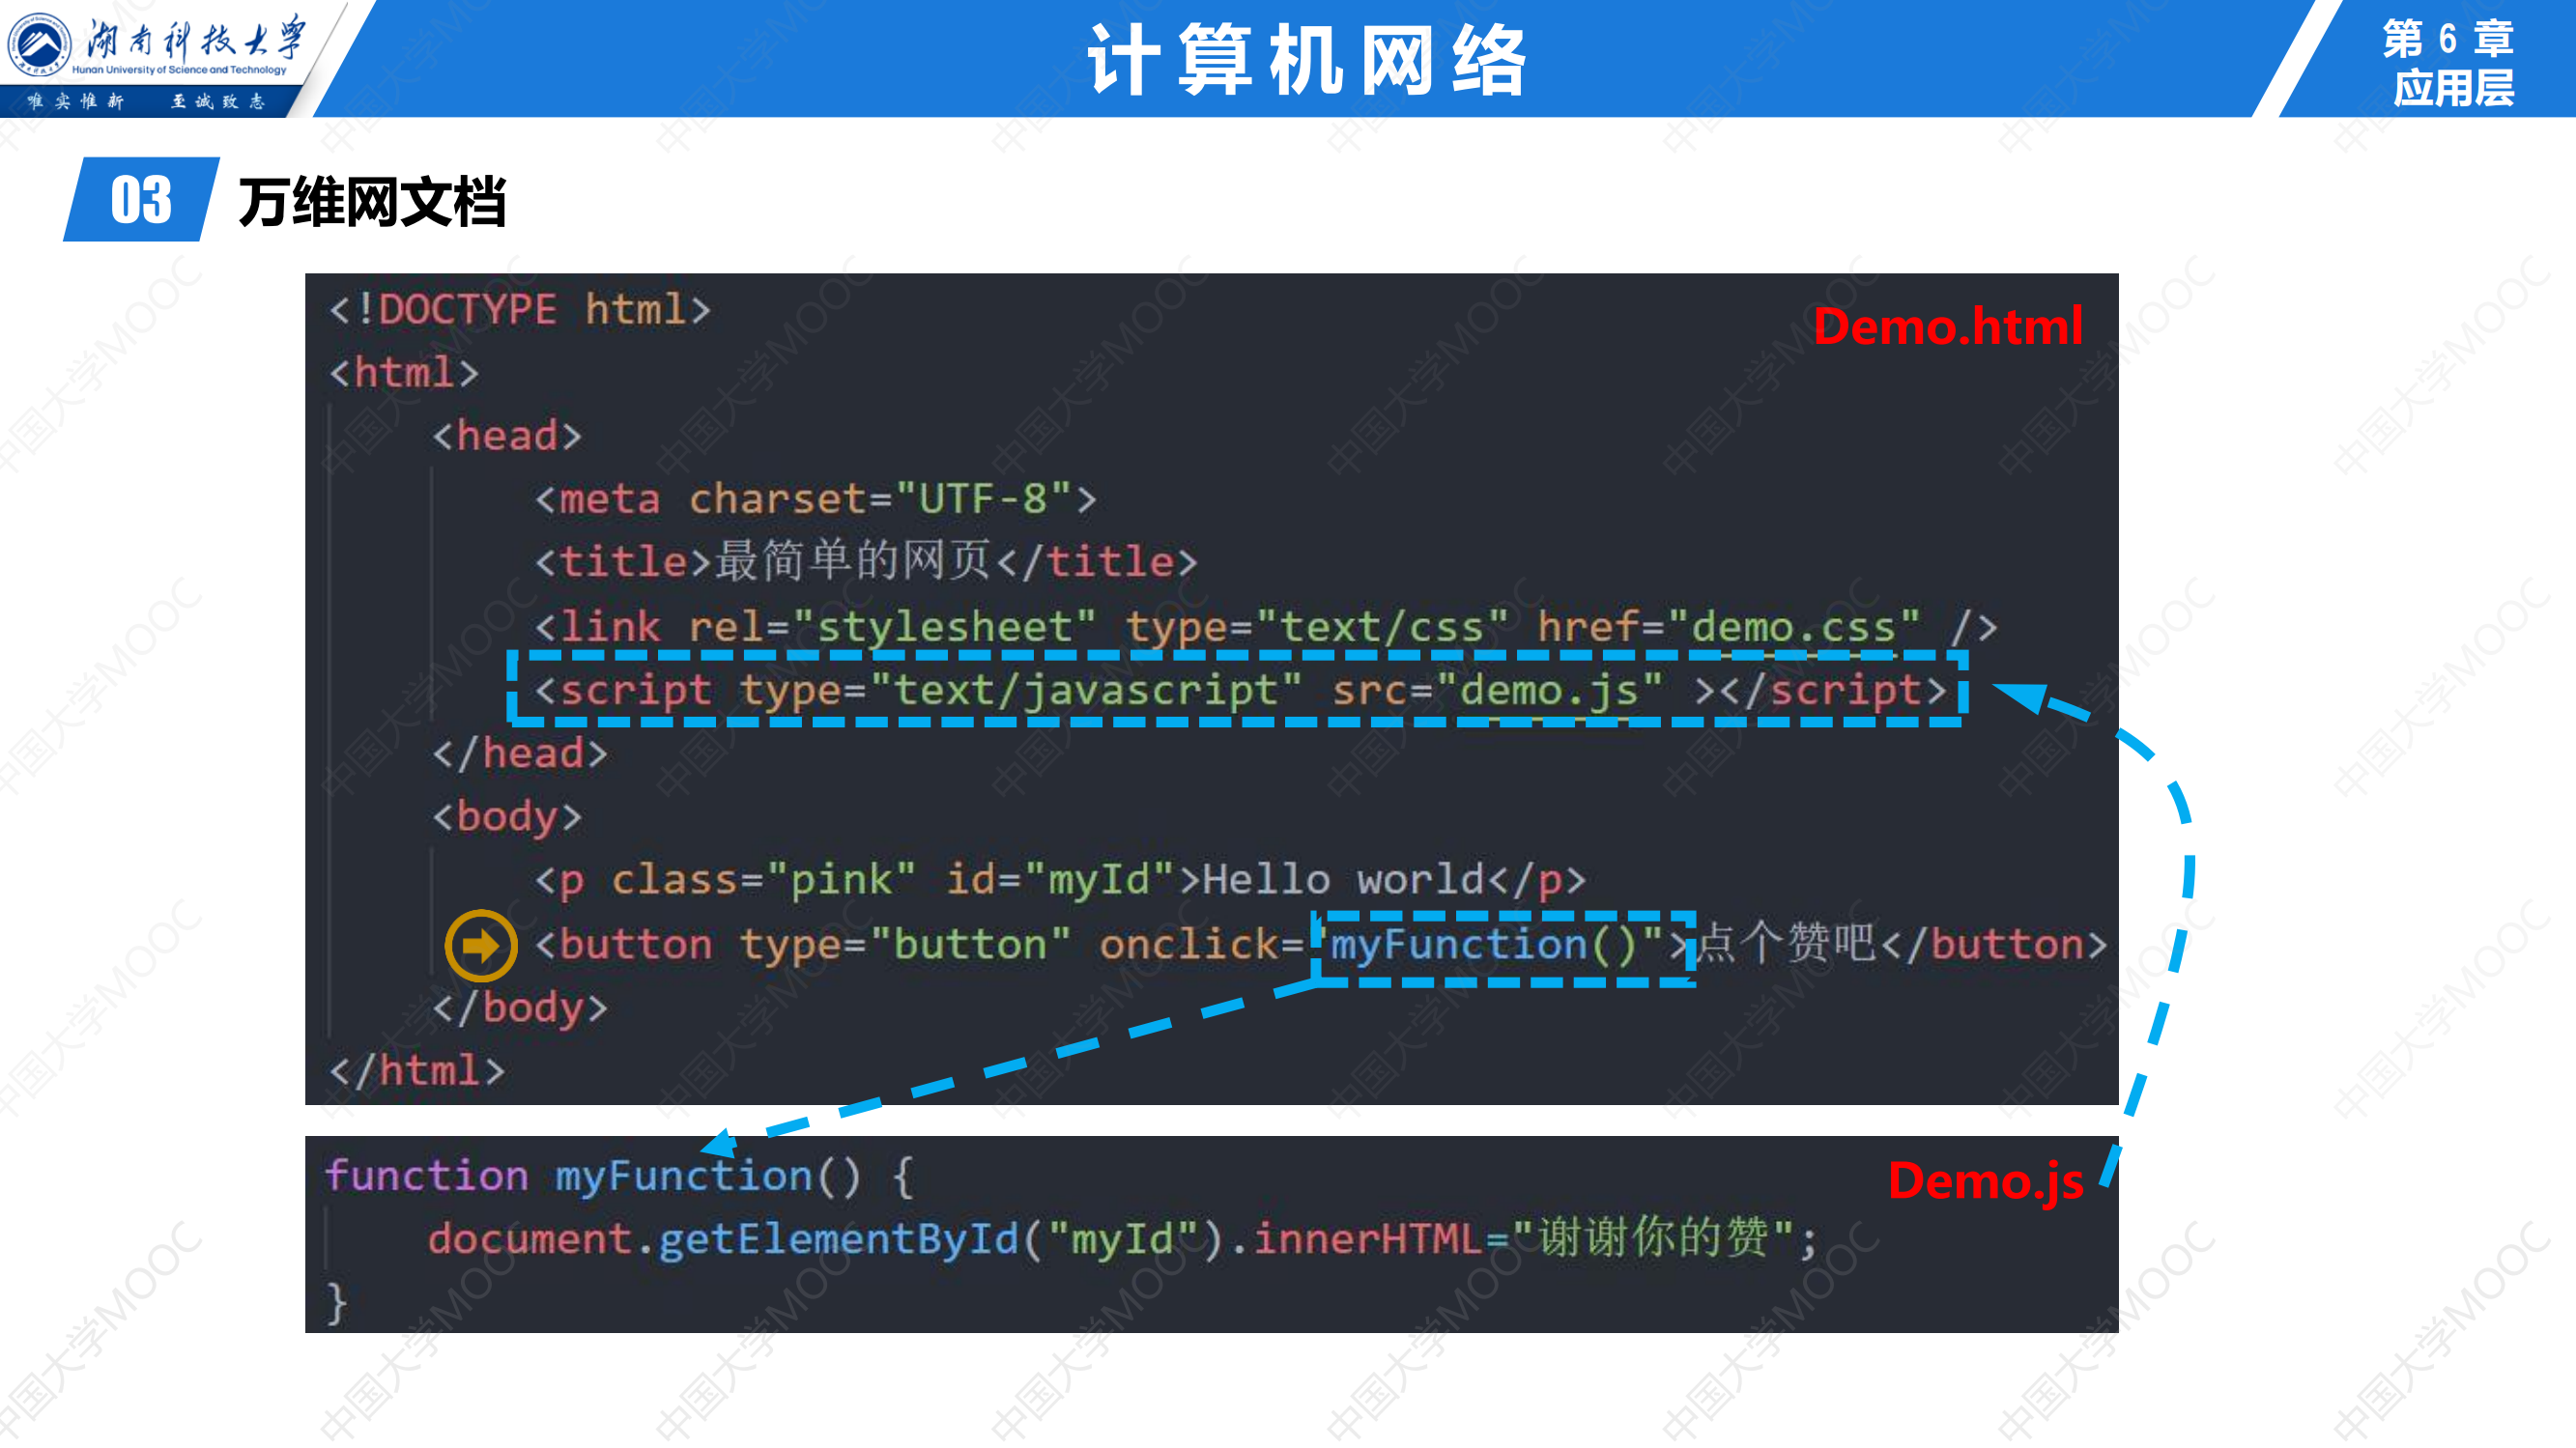 湖南科技大学
Hunan University of Science and Technology
唯实惟新 至诚致志
计算机网络
第 6 章
应用层
03 万维网文档
Demo.html
<!DOCTYPE html>
<html>
<head>
<meta charset="UTF-8">
<title>最简单的网页</title>
<link rel="stylesheet" type="text/css" href="demo.css" />
<script type="text/javascript" src="demo.js" ></script>
</head>
<body>
<p class="pink" id="myId">Hello world</p>
<button type="button" onclick="myFunction()">点个赞吧</button>
</body>
</html>
Demo.js
function myFunction() {
document.getElementById("myId").innerHTML="谢谢你的赞";
}
中国大学MOOC